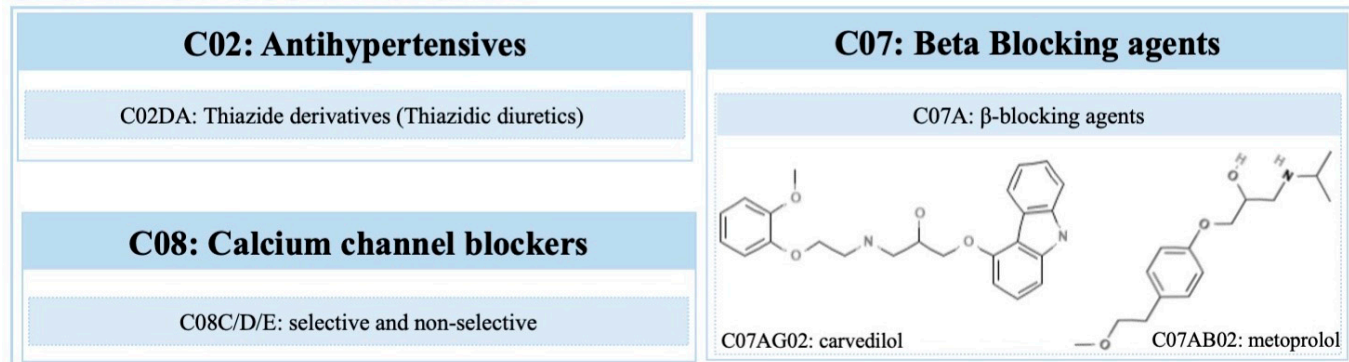 C02: Antihypertensives
C02DA: Thiazide derivatives (Thiazidic diuretics)
C08: Calcium channel blockers
C08C/D/E: selective and non-selective
C07: Beta Blocking agents
C07A: β-blocking agents
O
O
N
O
O
N
H
O
H
N
O
O
C07AG02: carvedilol
C07AB02: metoprolol